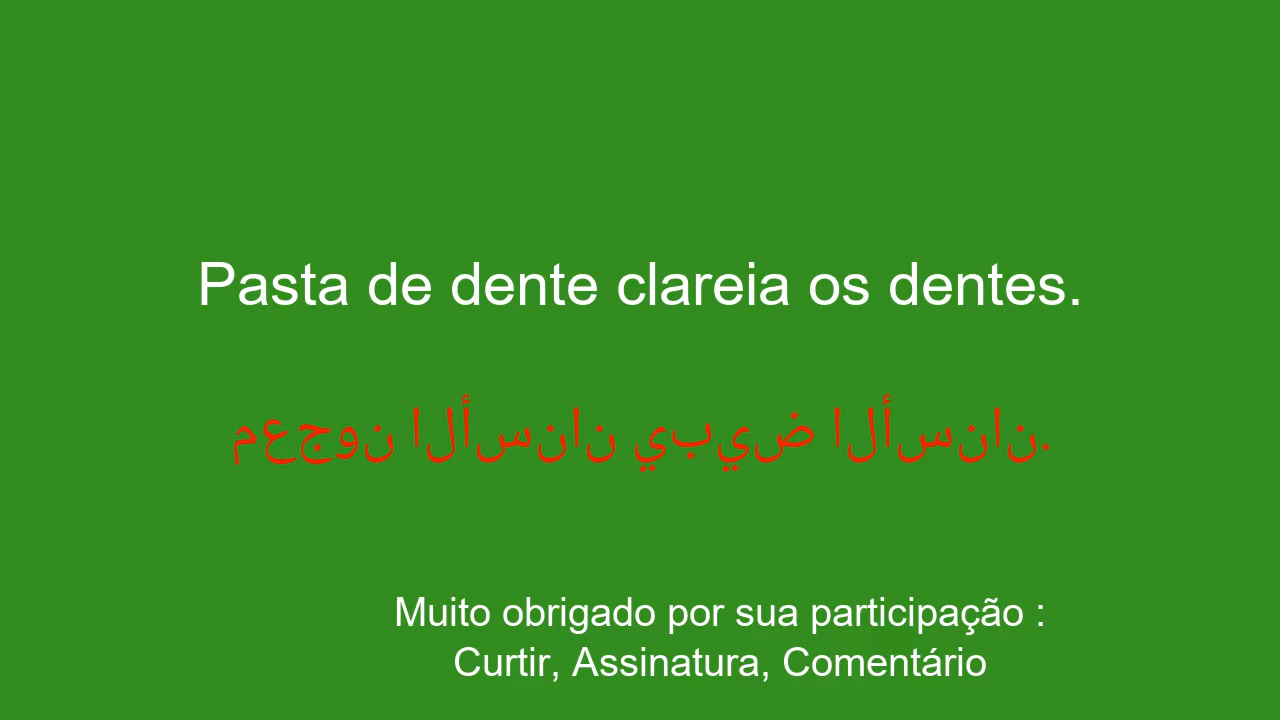 Pasta de dente clareia os dentes.
معجون الأسنان يبيض الأسنان.
Muito obrigado por sua participação :
Curtir, Assinatura, Comentário